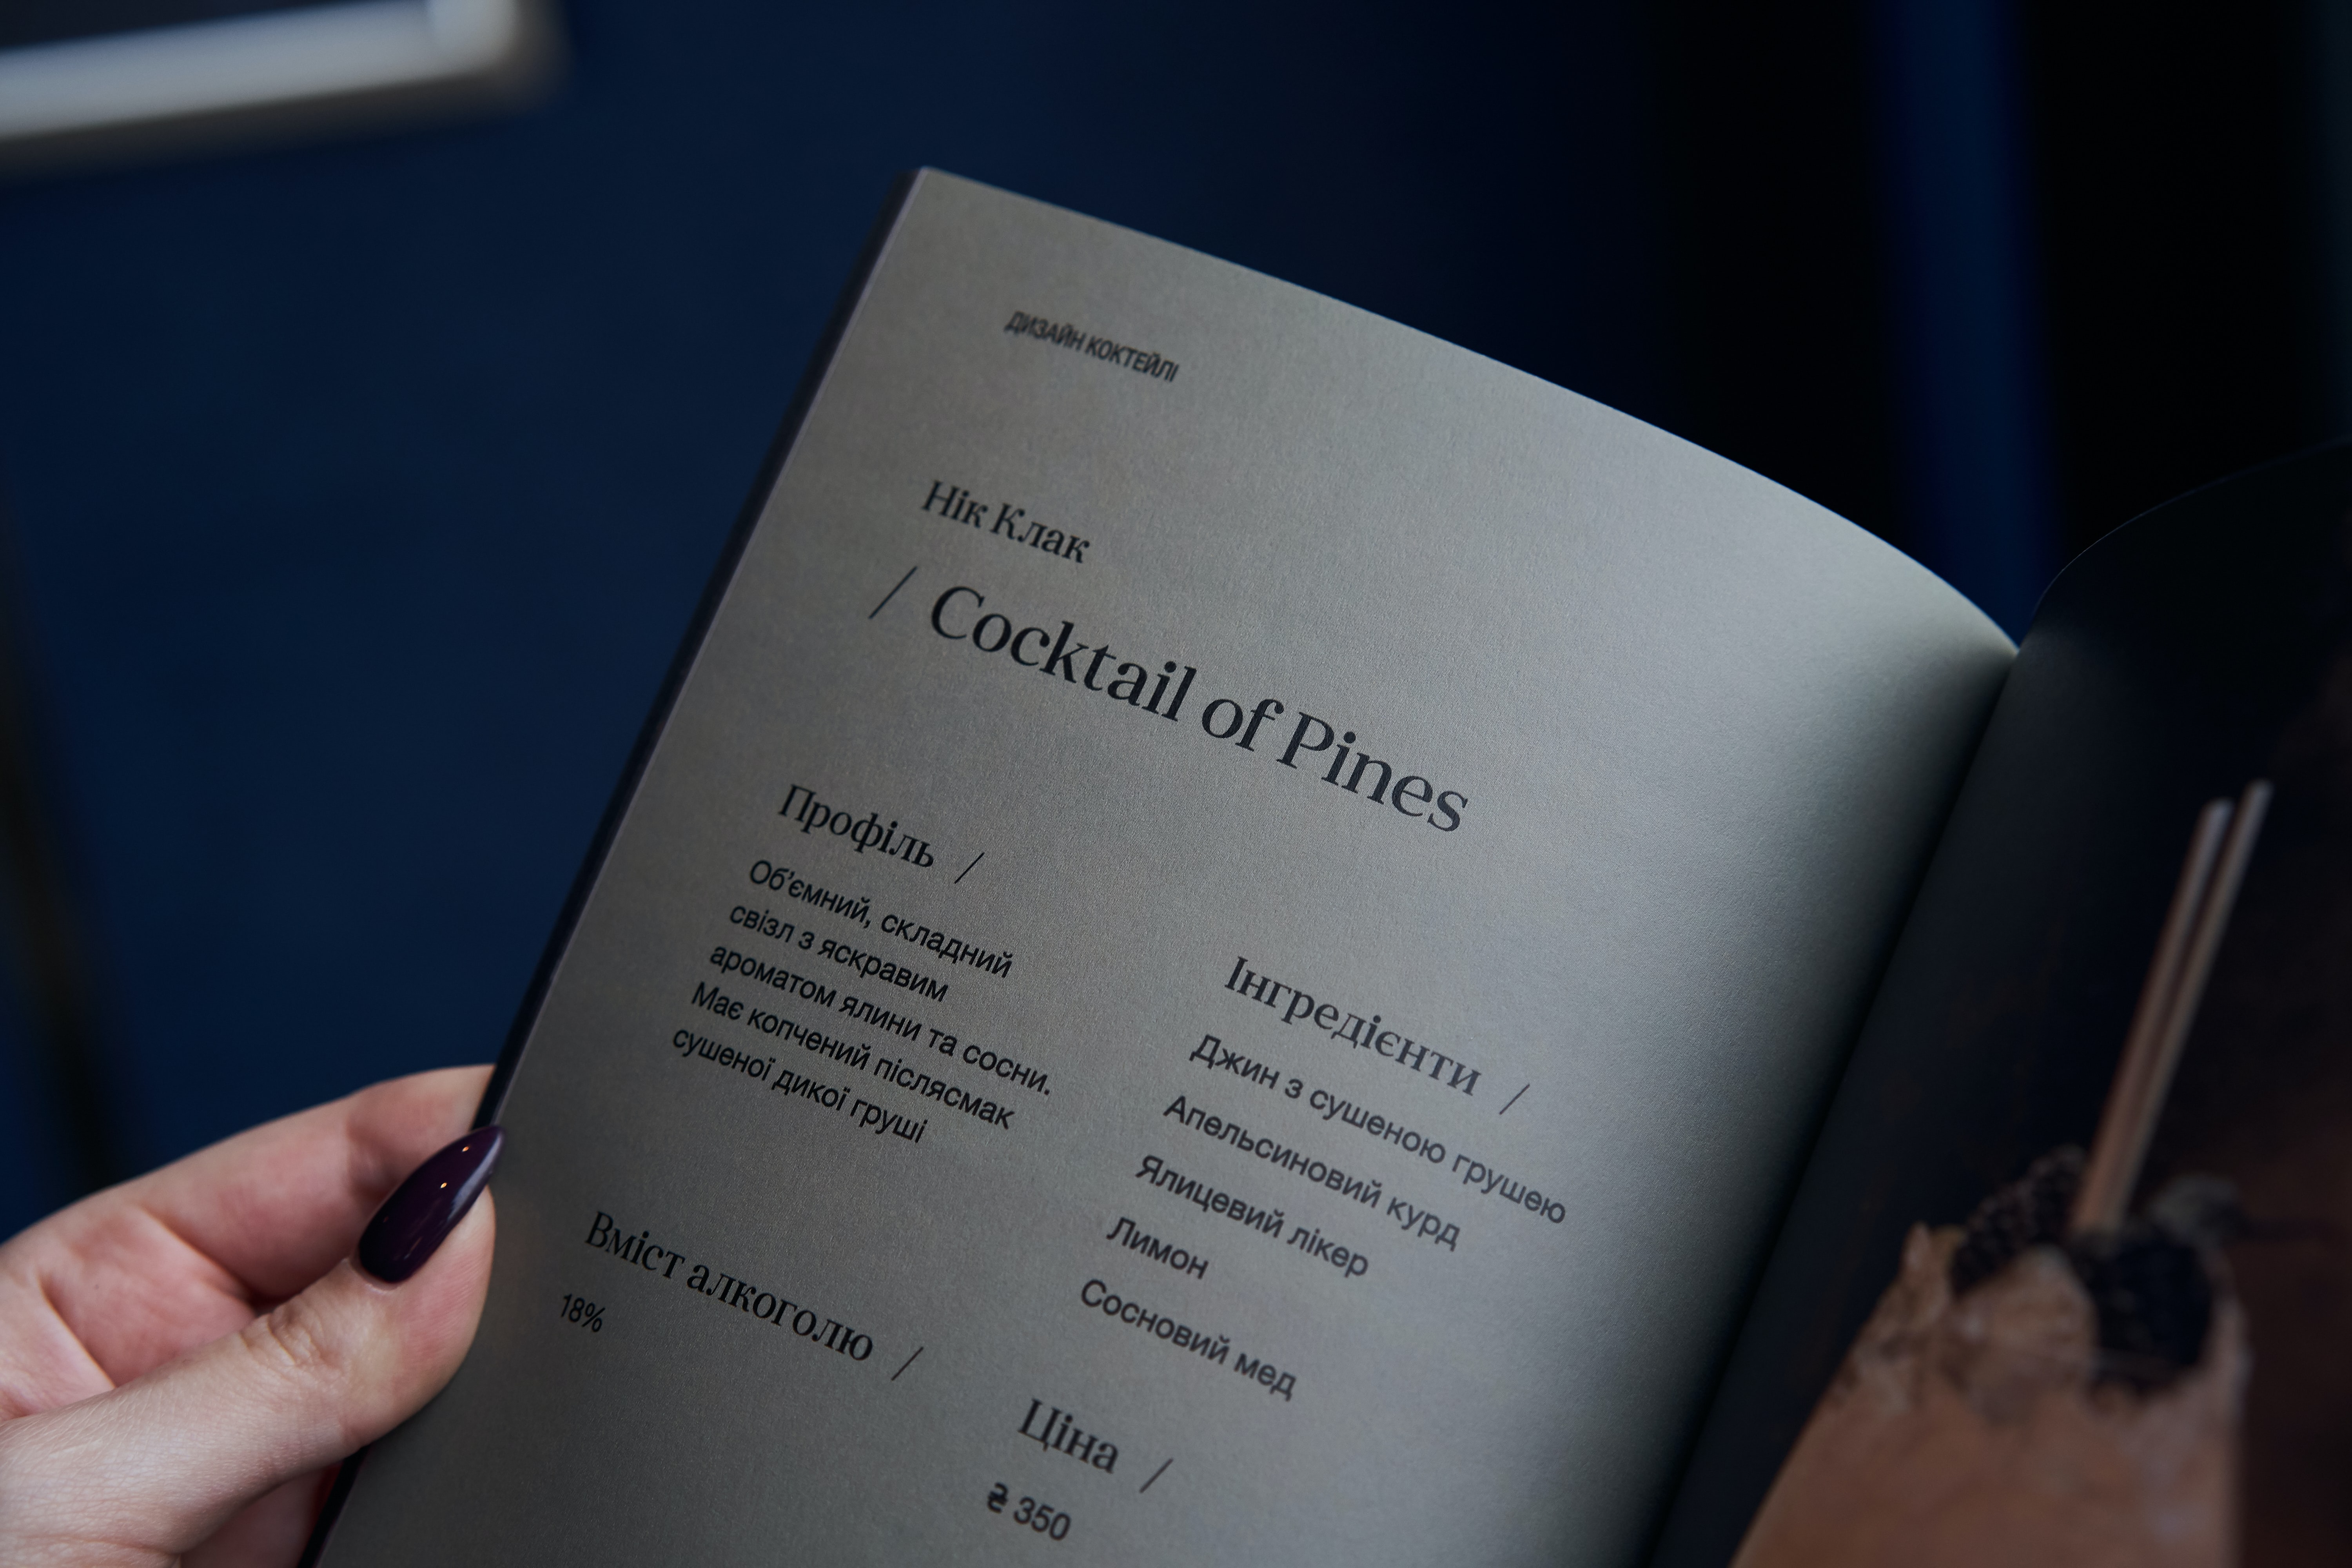 ДИЗАЙН КОКТЕЙЛІ
Нік Клак
/ Cocktail of Pines
Профіль /
Об'ємний, складний
свізл з яскравим
ароматом ялини та сосни.
Має копчений післясмак
сушеної дикої груші
Вміст алкоголю /
18%
Інгредієнти /
Джин з сушеною грушею
Апельсиновий курд
Ялицевий лікер
Лимон
Сосновий мед
Ціна /
₴ 350